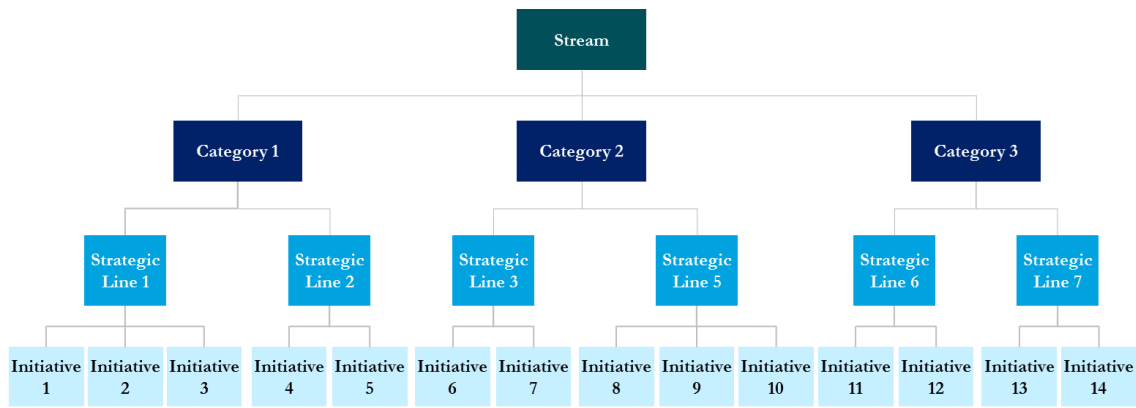 Stream
Category 1
Category 2
Category 3
Strategic
Line 1
Strategic
Line 2
Strategic
Line 3
Strategic
Line 5
Strategic
Line 6
Strategic
Line 7
Initiative
1
Initiative
2
Initiative
3
Initiative
4
Initiative
5
Initiative
6
Initiative
7
Initiative
8
Initiative
9
Initiative
10
Initiative
11
Initiative
12
Initiative
13
Initiative
14